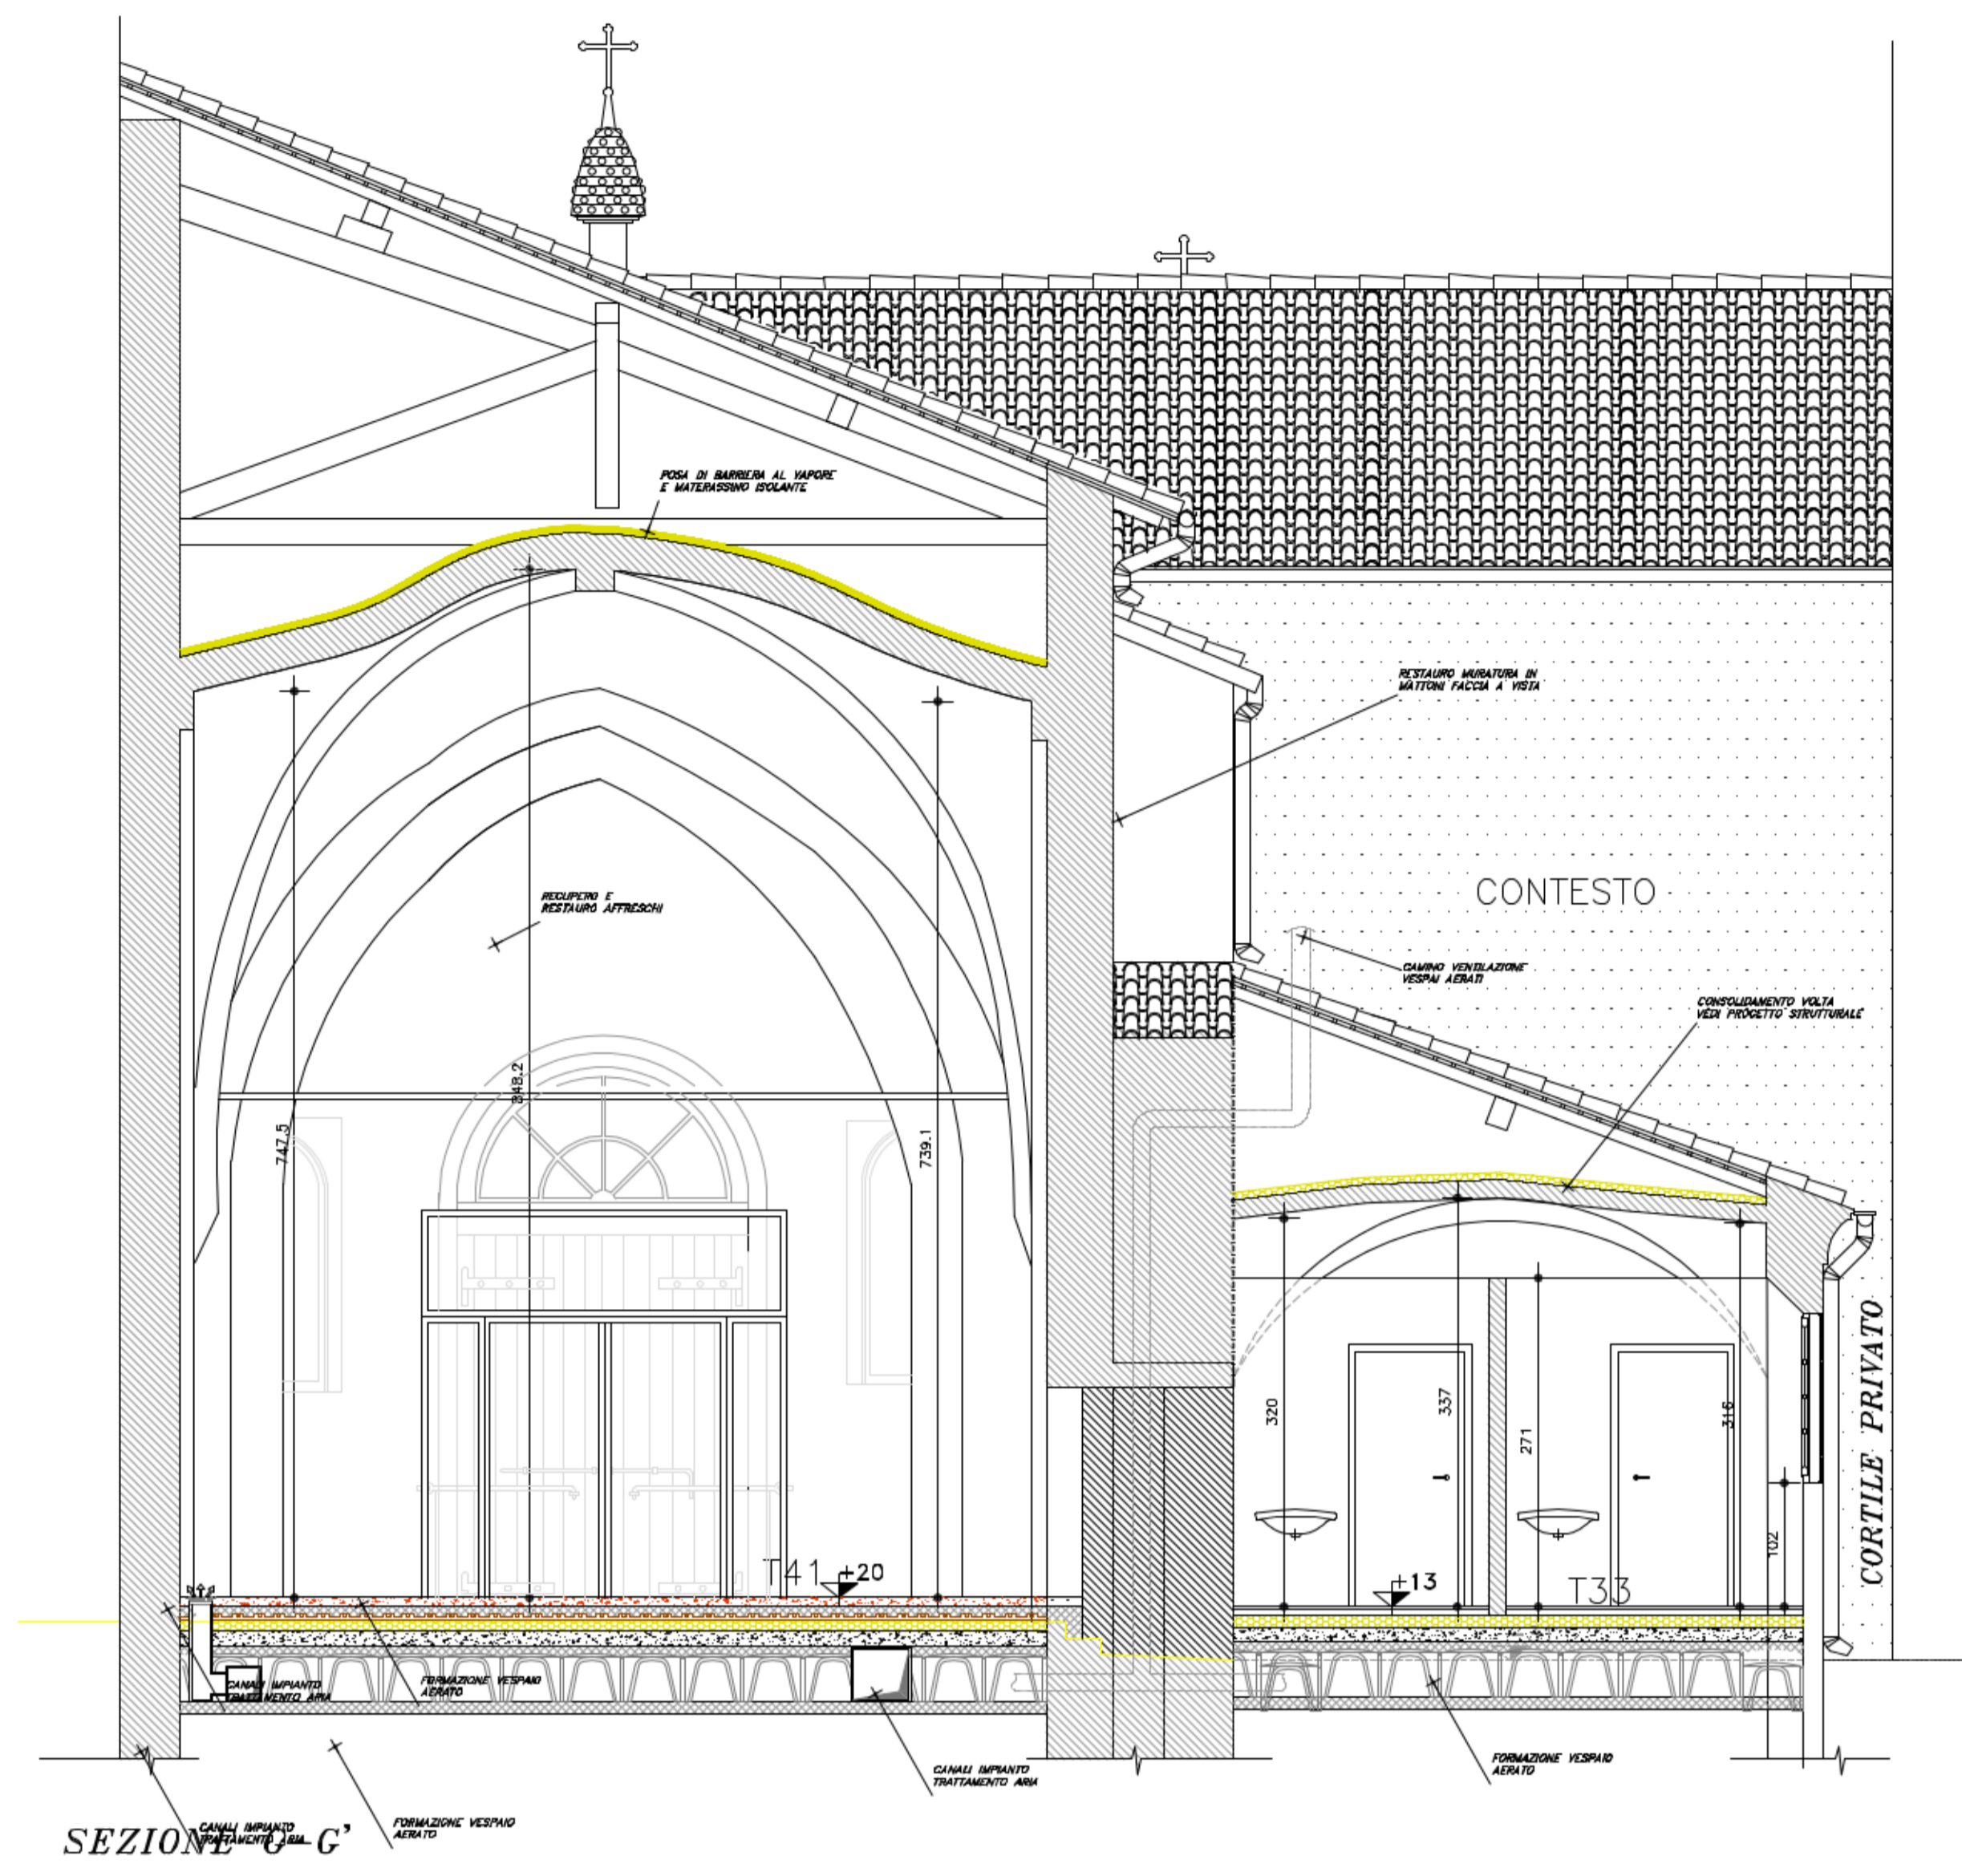 POSA DI BARRIERA AL VAPORE
E MATERASSINO ISOLANTE
RESTAURO MURATURA IN
MATTONI FACCIA A VISTA
RECUPERO E
RESTAURO AFFRESCHI
CONTESTO
CAMINO VENTILAZIONE
VESPAI AERATI
CONSOLIDAMENTO VOLTA
VEDI PROGETTO STRUTTURALE
848.2
747.5
739.1
320
337
271
316
102
CORTILE PRIVATO
T41
+20
+13
T33
CANALI IMPIANTO
TRATTAMENTO ARIA
FORMAZIONE VESPAIO
AERATO
CANALI IMPIANTO
TRATTAMENTO ARIA
FORMAZIONE VESPAIO
AERATO
CANALI IMPIANTO
TRATTAMENTO ARIA
FORMAZIONE VESPAIO
AERATO
SEZIONE G-G'